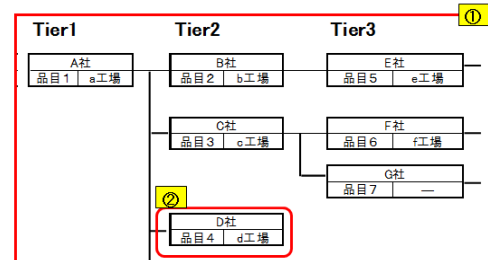 ①
Tier1 Tier2 Tier3
A社 B社 E社
品目1 a工場 品目2 b工場 品目5 e工場
C社 F社
品目3 c工場 品目6 f工場
G社
品目7 —
②
D社
品目4 d工場